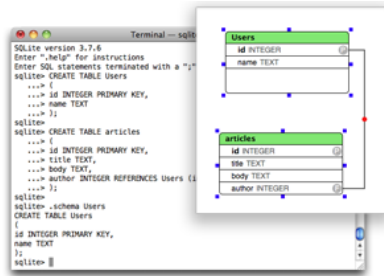 Terminal — sqlit
SQLite version 3.7.6
Enter ".help" for instructions
Enter SQL statements terminated with a ";"
sqlite> CREATE TABLE Users
...> (
...> id INTEGER PRIMARY KEY,
...> name TEXT
...> );
sqlite>
sqlite> CREATE TABLE articles
...> (
...> id INTEGER PRIMARY KEY,
...> title TEXT,
...> body TEXT,
...> author INTEGER REFERENCES Users (i
...> );
sqlite>
sqlite> .schema Users
CREATE TABLE Users
(
id INTEGER PRIMARY KEY,
name TEXT
);
sqlite>
Users
id INTEGER
name TEXT
articles
id INTEGER
title TEXT
body TEXT
author INTEGER